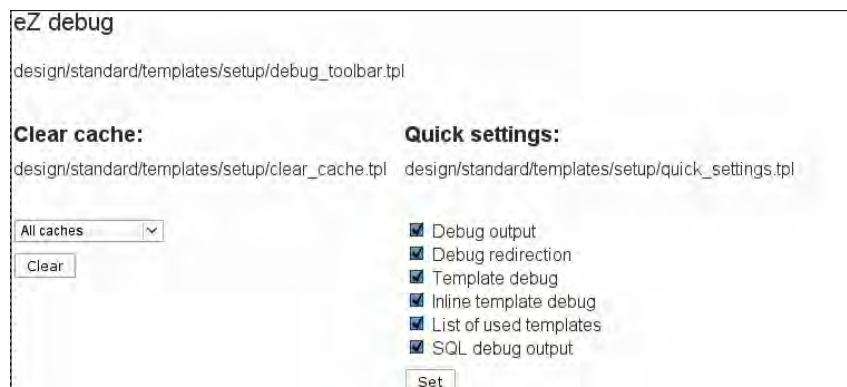 eZ debug
design/standard/templates/setup/debug_toolbar.tpl
Clear cache:
design/standard/templates/setup/clear_cache.tpl
All caches
Clear
Quick settings:
design/standard/templates/setup/quick_settings.tpl
Debug output
Debug redirection
Template debug
Inline template debug
List of used templates
SQL debug output
Set